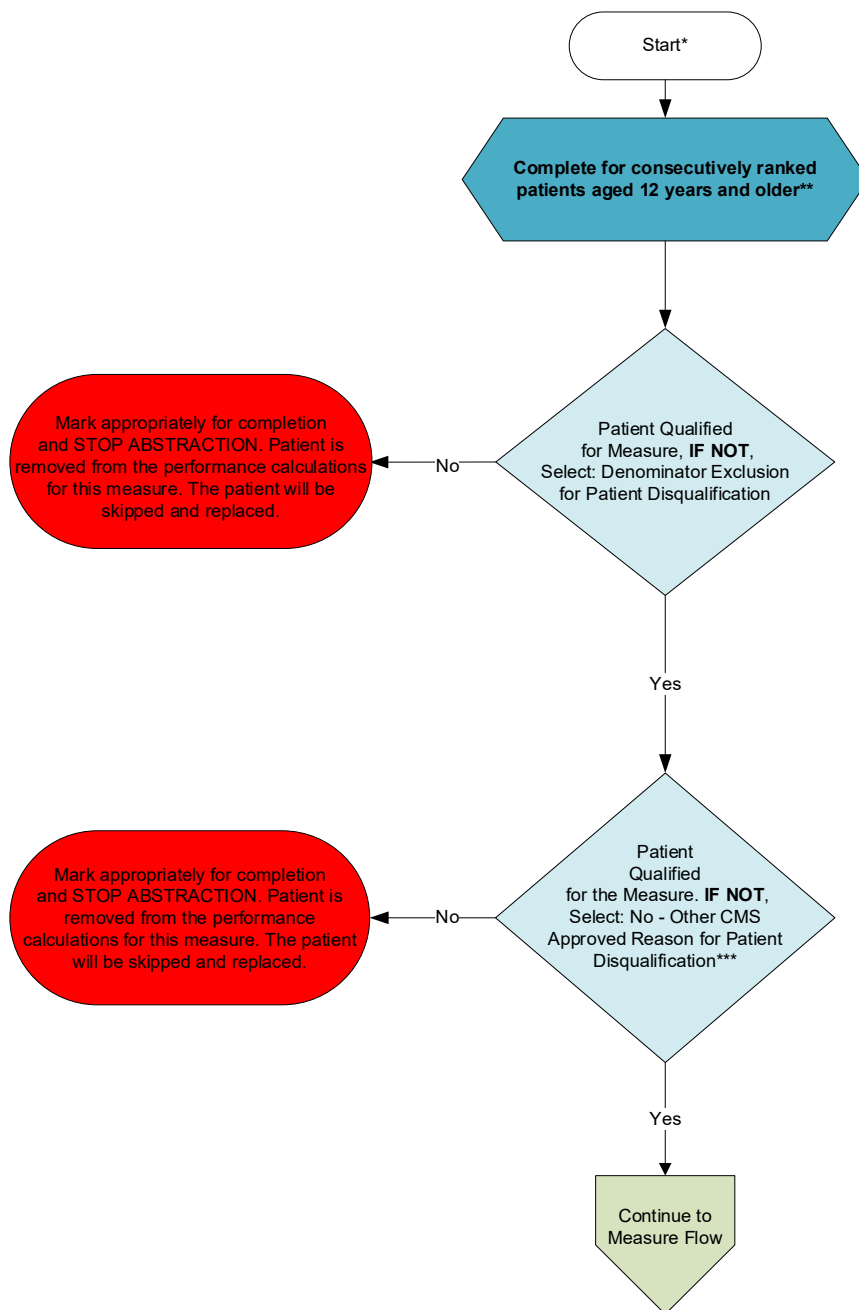 Start*
Complete for consecutively ranked
patients aged 12 years and older**
Patient Qualified
for Measure, IF NOT,
Select: Denominator Exclusion
for Patient Disqualification
No
Mark appropriately for completion
and STOP ABSTRACTION. Patient is
removed from the performance calculations
for this measure. The patient will be
skipped and replaced.
Yes
Patient
Qualified
for the Measure. IF NOT,
Select: No - Other CMS
Approved Reason for Patient
Disqualification***
No
Mark appropriately for completion
and STOP ABSTRACTION. Patient is
removed from the performance
calculations for this measure. The patient
will be skipped and replaced.
Yes
Continue to
Measure Flow